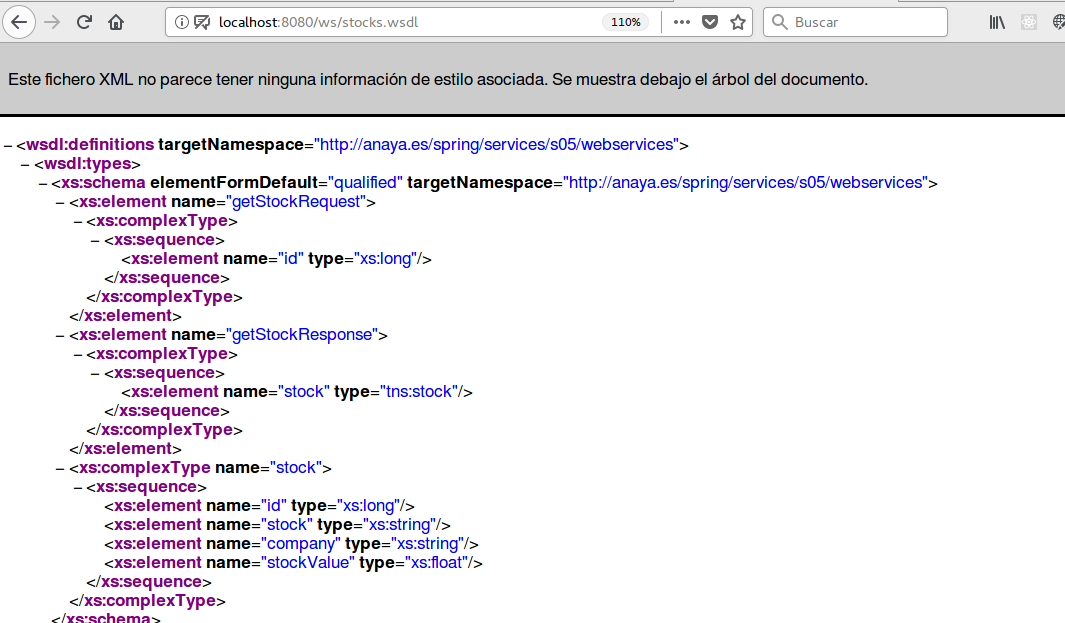 localhost:8080/ws/stocks.wsdl 110% Buscar
Este fichero XML no parece tener ninguna información de estilo asociada. Se muestra debajo el árbol del documento.
– <wsdl:definitions targetNamespace="http://anaya.es/spring/services/s05/webservices">
– <wsdl:types>
– <xs:schema elementFormDefault="qualified" targetNamespace="http://anaya.es/spring/services/s05/webservices">
– <xs:element name="getStockRequest">
– <xs:complexType>
– <xs:sequence>
<xs:element name="id" type="xs:long"/>
</xs:sequence>
</xs:complexType>
</xs:element>
– <xs:element name="getStockResponse">
– <xs:complexType>
– <xs:sequence>
<xs:element name="stock" type="tns:stock"/>
</xs:sequence>
</xs:complexType>
</xs:element>
– <xs:complexType name="stock">
– <xs:sequence>
<xs:element name="id" type="xs:long"/>
<xs:element name="stock" type="xs:string"/>
<xs:element name="company" type="xs:string"/>
<xs:element name="stockValue" type="xs:float"/>
</xs:sequence>
</xs:complexType>
</xs:schema>